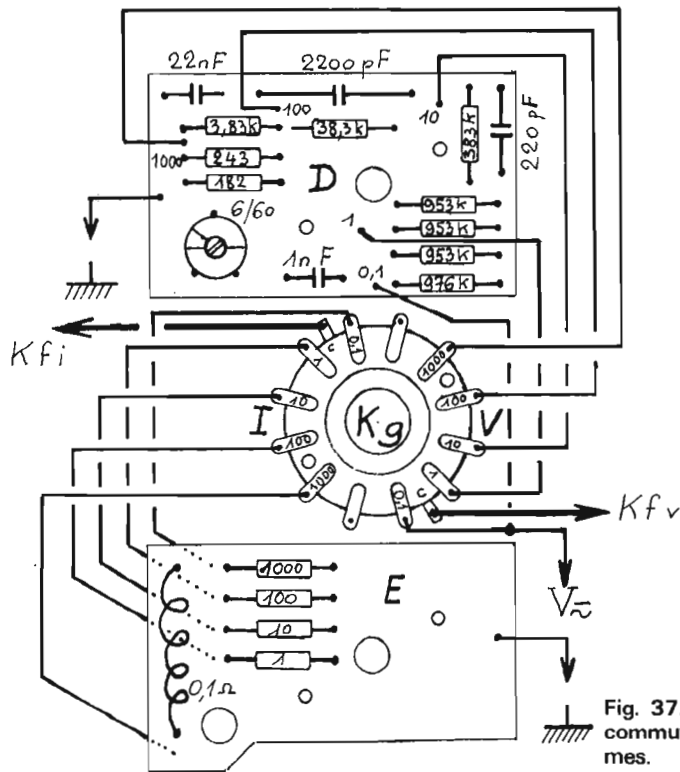 22nF
2200pF
100
10
3,83k
38,3k
383k
220pF
1000
243
182
D
6/60
1
953k
953k
953k
976k
1nF
0,1
Kfi
1
c
0,1
1000
10
100
I
Kg
V
100
10
1000
1
0,1
c
Kfv
1000
100
E
10
1
V
0,1Ω
Fig. 37
commu
mes.